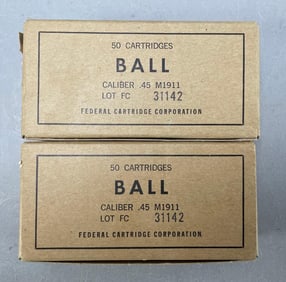 50 CARTRIDGES
BALL
CALIBER .45 M1911
LOT FC 31142
FEDERAL CARTRIDGE CORPORATION
50 CARTRIDGES
BALL
CALIBER .45 M1911
LOT FC 31142
FEDERAL CARTRIDGE CORPORATION